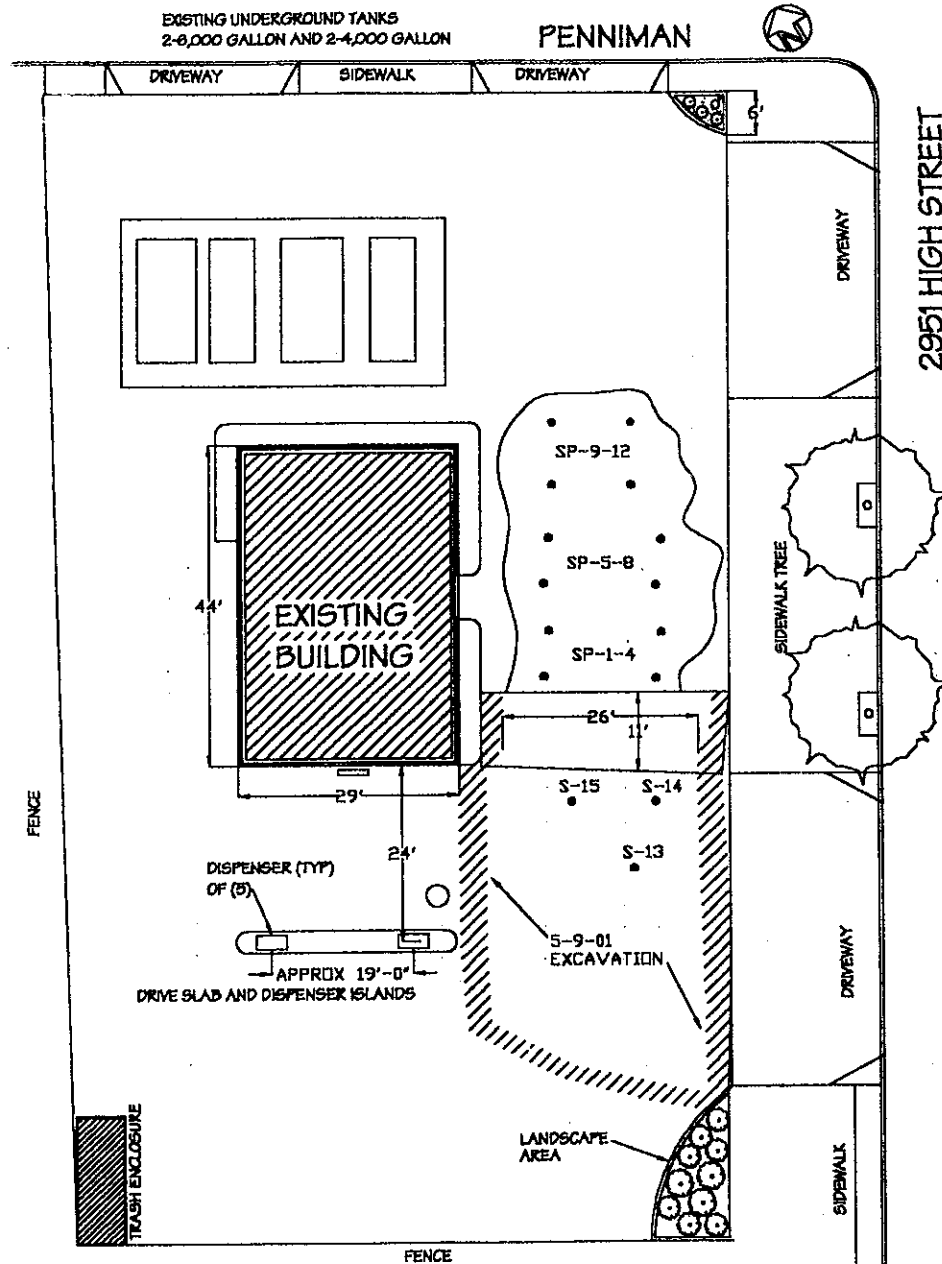 EXISTING UNDERGROUND TANKS
2-6,000 GALLON AND 2-4,000 GALLON
PENNIMAN
DRIVEWAY
SIDEWALK
DRIVEWAY
6'
2951 HIGH STREET
DRIVEWAY
SP-9-12
SP-5-8
SP-1-4
SIDEWALK TREE
44'
EXISTING
BUILDING
26'
11'
29'
S-15
S-14
24'
S-13
FENCE
DISPENSER (TYP)
OF (5)
5-9-01
EXCAVATION
APPROX 19'-0"
DRIVE SLAB AND DISPENSER ISLANDS
DRIVEWAY
TRASH ENCLOSURE
LANDSCAPE
AREA
SIDEWALK
FENCE